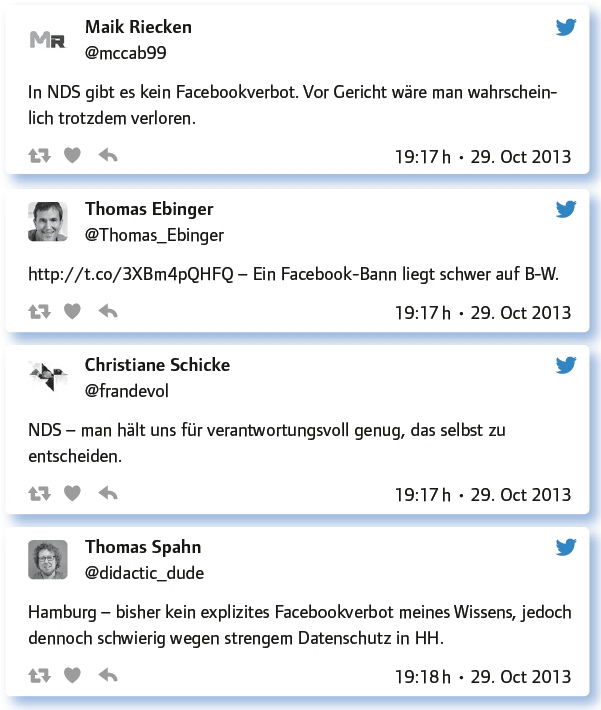 MR
Maik Riecken
@mccab99
In NDS gibt es kein Facebookverbot. Vor Gericht wäre man wahrschein-
lich trotzdem verloren.
19:17 h • 29. Oct 2013
Thomas Ebinger
@Thomas_Ebinger
http://t.co/3XBm4pQHFQ – Ein Facebook-Bann liegt schwer auf B-W.
19:17 h • 29. Oct 2013
Christiane Schicke
@frandevol
NDS – man hält uns für verantwortungsvoll genug, das selbst zu
entscheiden.
19:17 h • 29. Oct 2013
Thomas Spahn
@didactic_dude
Hamburg – bisher kein explizites Facebookverbot meines Wissens, jedoch
dennoch schwierig wegen strengem Datenschutz in HH.
19:18 h • 29. Oct 2013